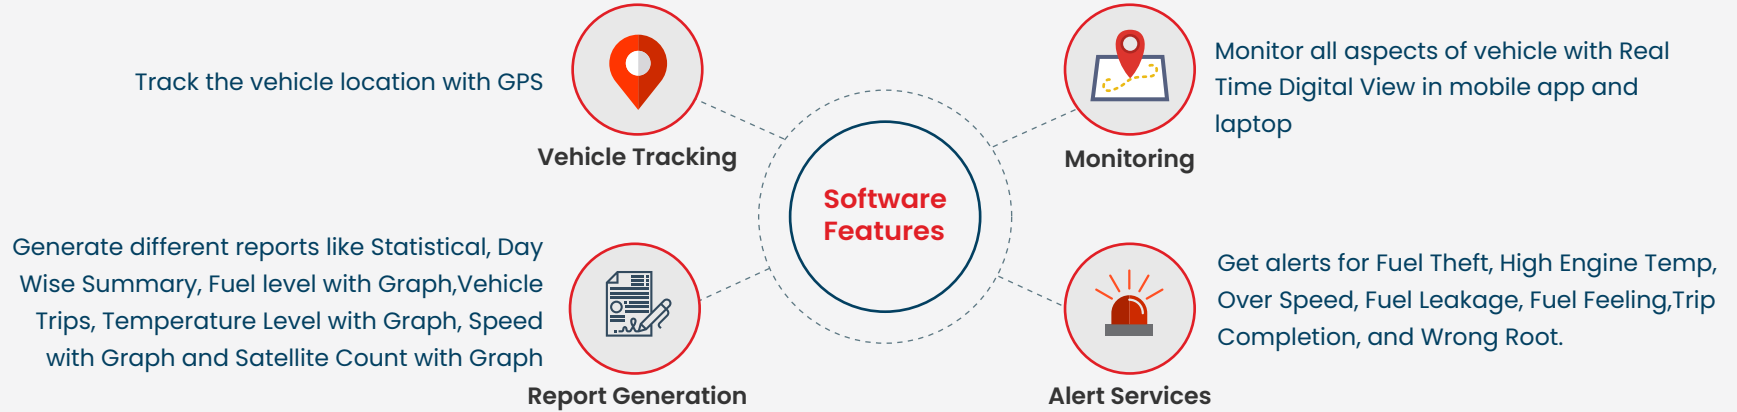 Track the vehicle location with GPS
Vehicle Tracking
Monitor all aspects of vehicle with Real
Time Digital View in mobile app and
laptop
Monitoring
Software
Features
Generate different reports like Statistical, Day
Wise Summary, Fuel level with Graph,Vehicle
Trips, Temperature Level with Graph, Speed
with Graph and Satellite Count with Graph
Report Generation
Get alerts for Fuel Theft, High Engine Temp,
Over Speed, Fuel Leakage, Fuel Feeling,Trip
Completion, and Wrong Root.
Alert Services